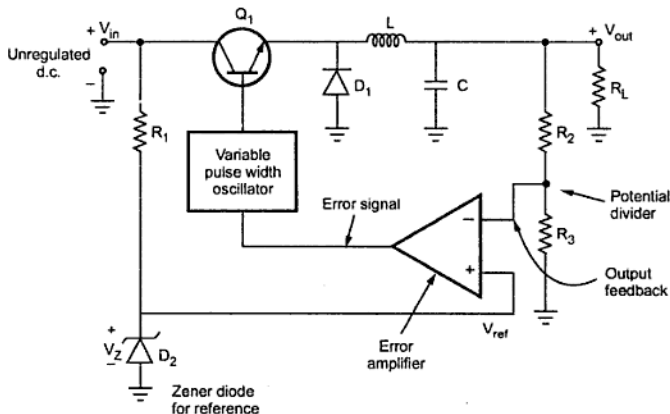 Q1
L
+ Vin
+ Vout
Unregulated
d.c.
−
D1
C
RL
R1
R2
Variable
pulse width
oscillator
Error signal
Potential
divider
−
R3
+
Output
feedback
Vref
+
VZ
−
D2
Error
amplifier
Zener diode
for reference